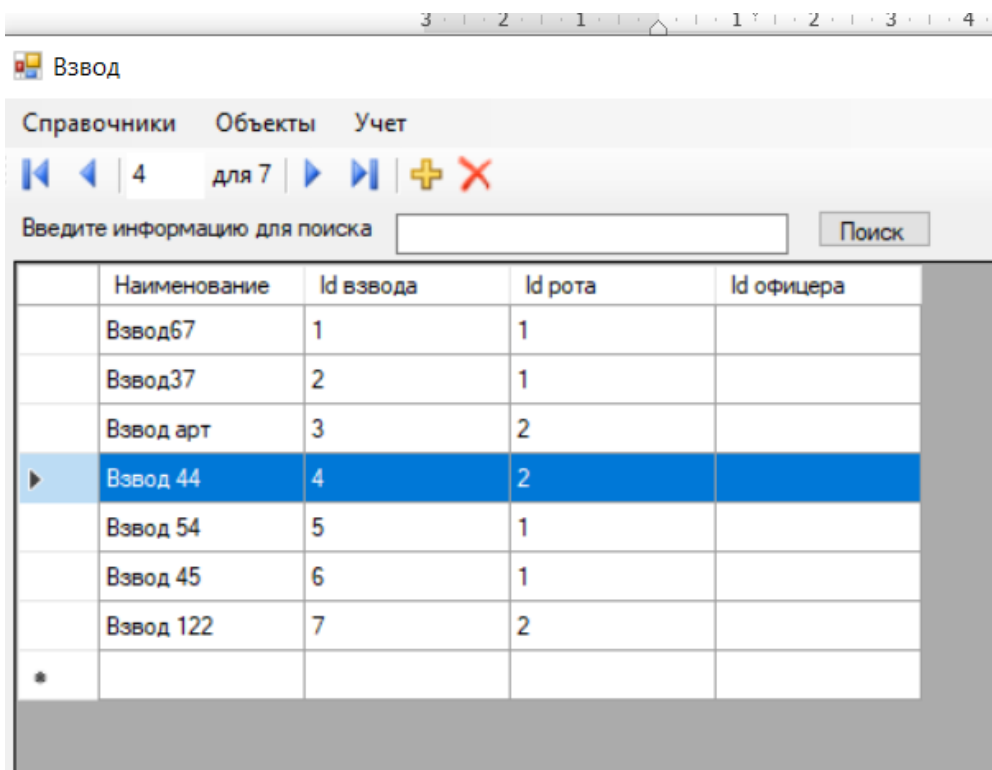 3 2 1 1 2 3 4
Взвод
Справочники Объекты Учет
4 для 7
Введите информацию для поиска Поиск
Наименование Id взвода Id рота Id офицера
Взвод67 1 1
Взвод37 2 1
Взвод арт 3 2
Взвод 44 4 2
Взвод 54 5 1
Взвод 45 6 1
Взвод 122 7 2